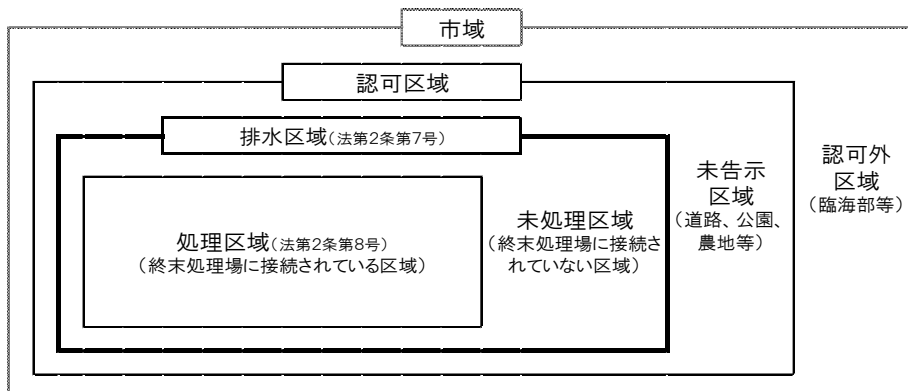 市域
認可区域
排水区域(法第2条第7号)
処理区域(法第2条第8号)
(終末処理場に接続されている区域)
未処理区域
(終末処理場に接続さ
れていない区域)
未告示
区域
(道路、公園、
農地等)
認可外
区域
(臨海部等)